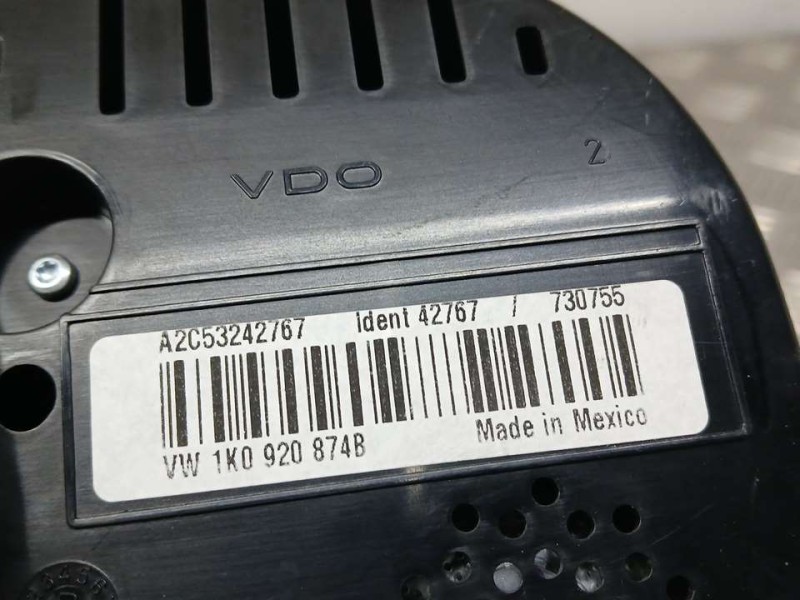 VDO
2
A2C53242767 Ident 42767 / 730755
VW 1K0 920 874B Made in Mexico